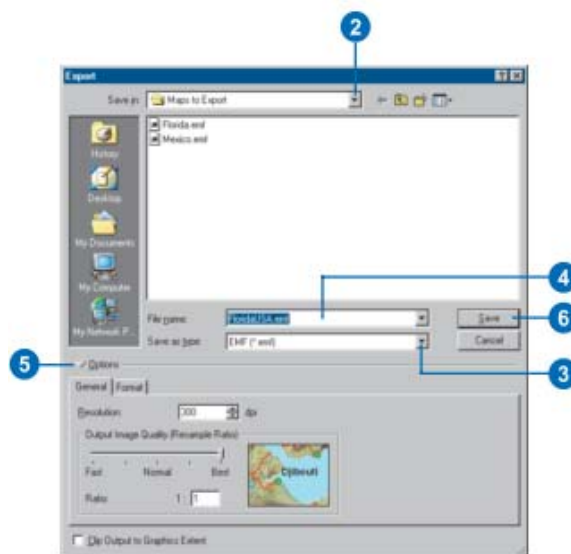 2
Export
Save in: Maps to Export
Florida.emf
Mexico.emf
History
Desktop
My Documents
My Computer
My Network P...
4
File name: FloridaUSA.emf Save
6
Save as type: EMF (*.emf) Cancel
5
Options
3
General Format
Resolution: 300 dpi
Output Image Quality (Resample Ratio)
Fast Normal Best
Djibouti
Ratio 1 : 1
Clip Output to Graphics Extent